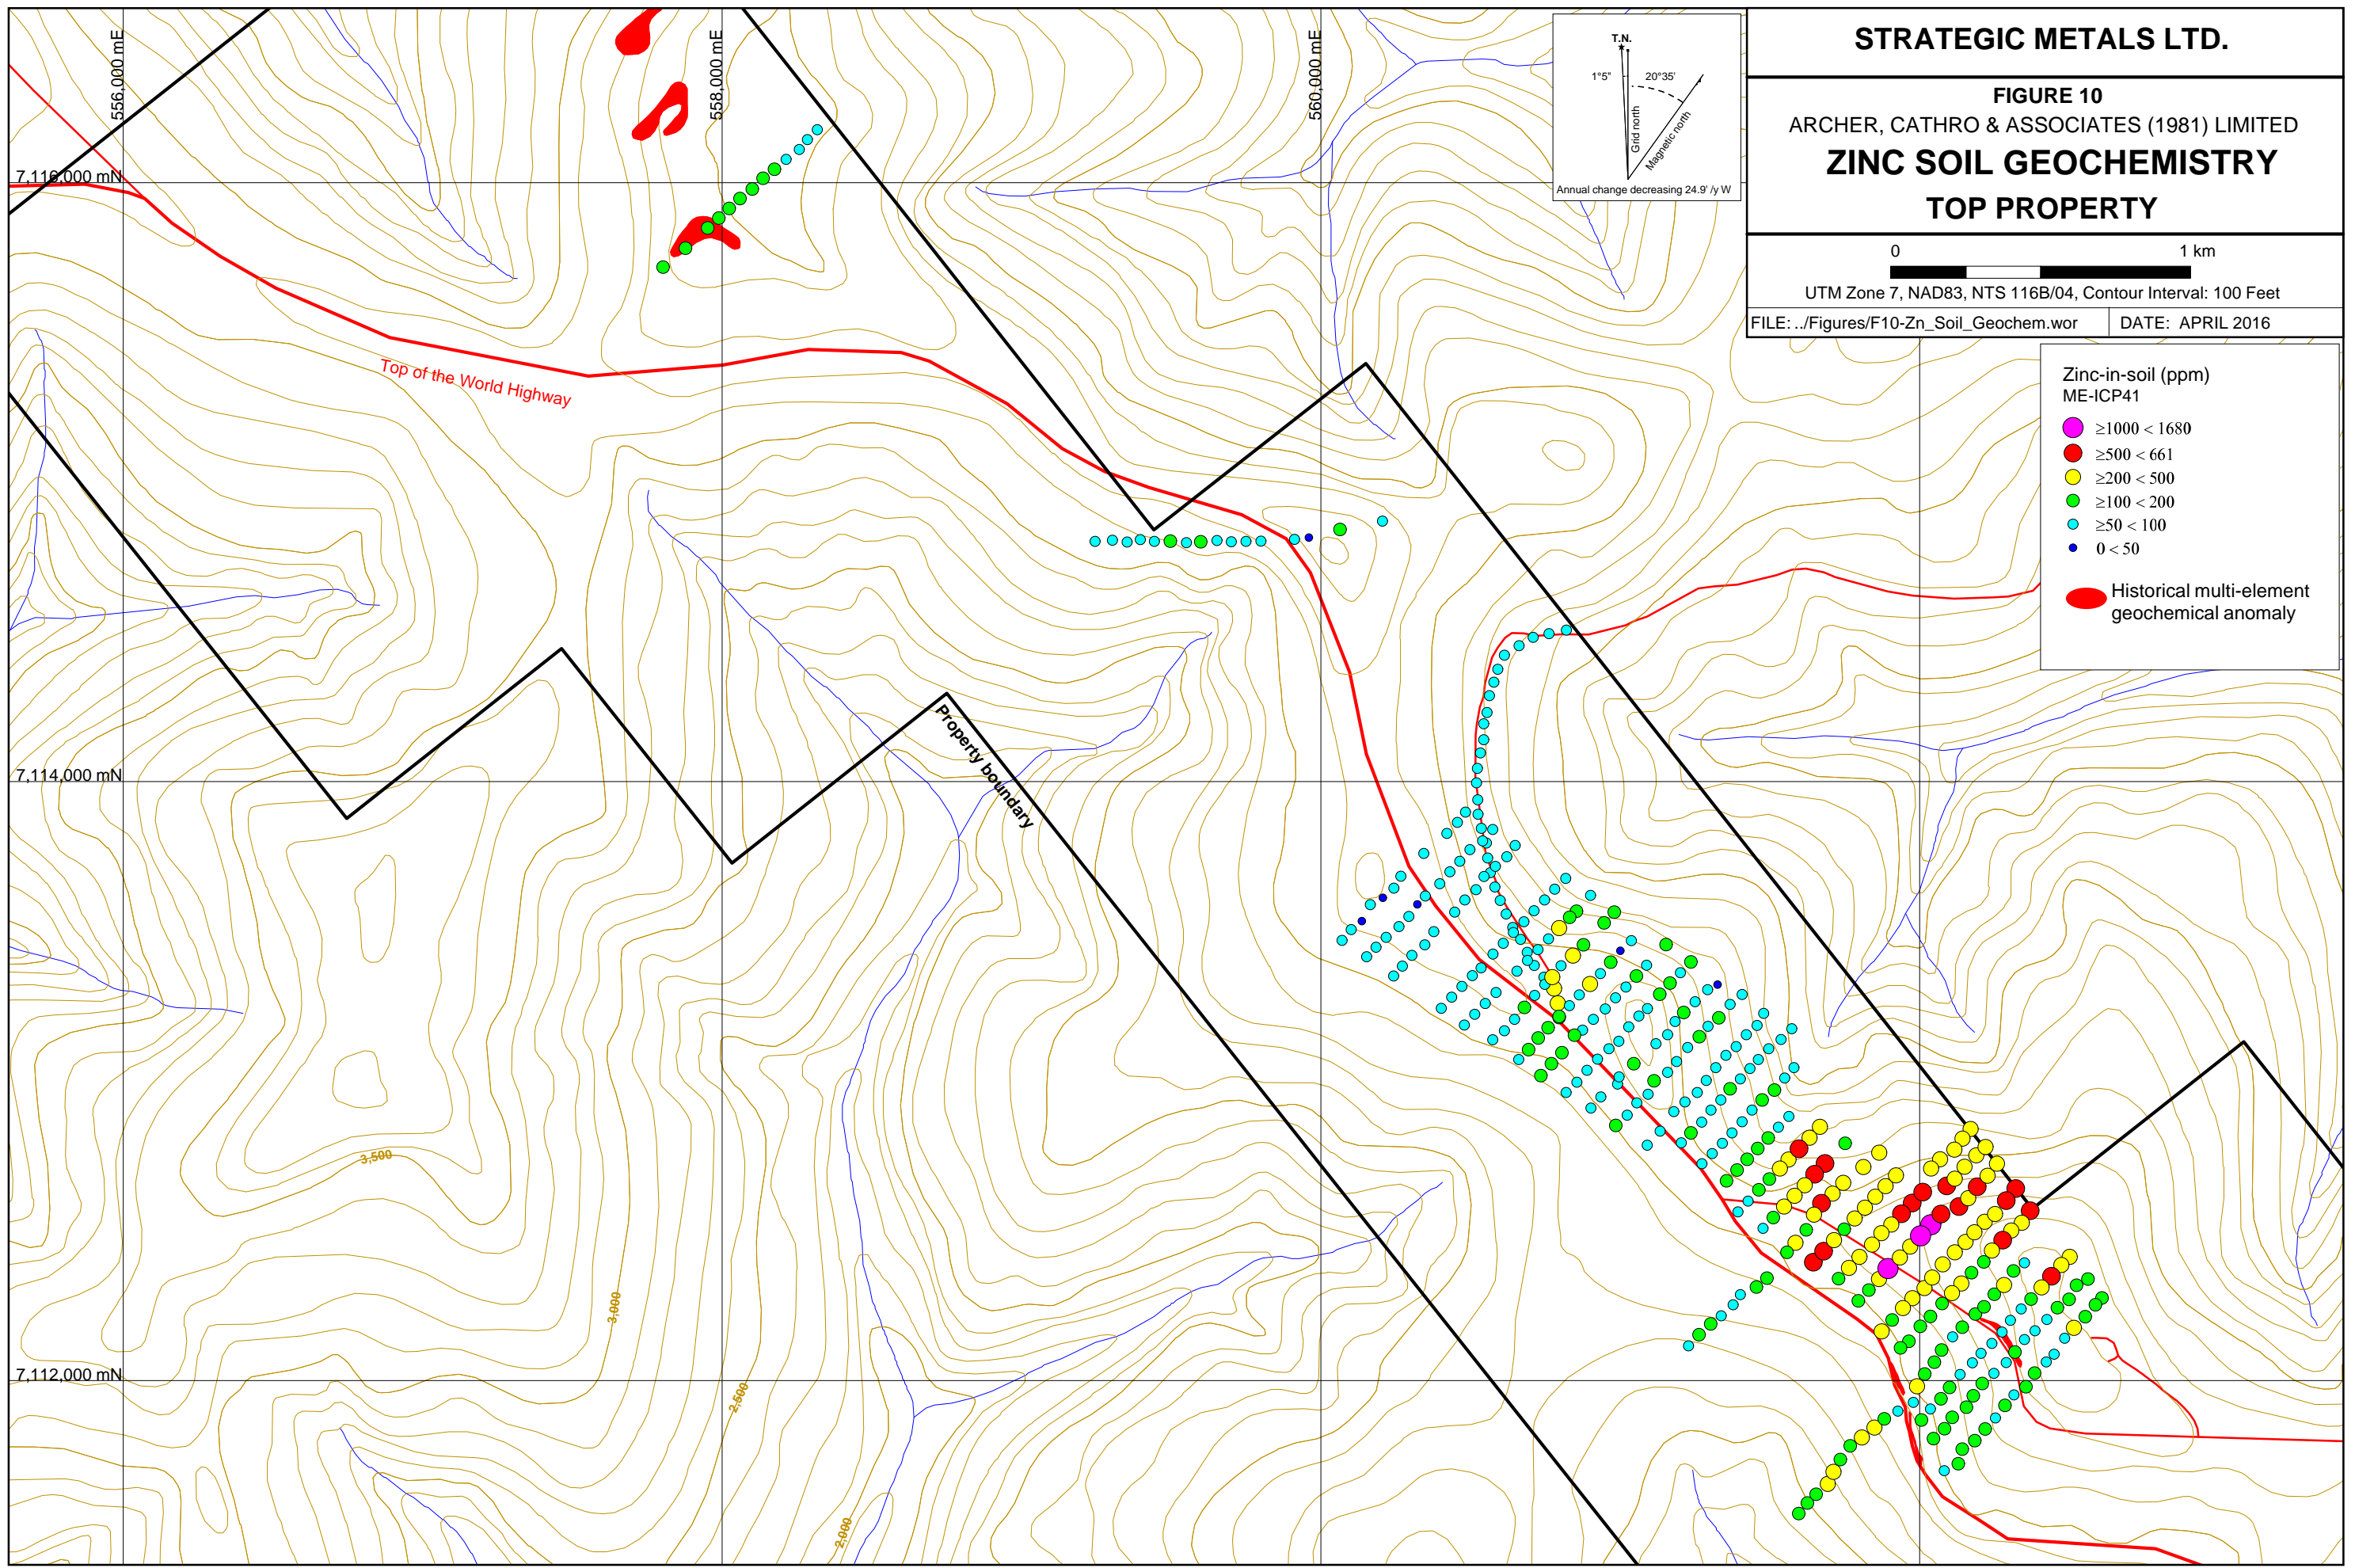 556,000 mE
558,000 mE
560,000 mE
7,116,000 mN
7,114,000 mN
7,112,000 mN
Top of the World Highway
Property boundary
3,500
3,000
2,500
2,000
T.N.
1°5"
20°35'
Grid north
Magnetic north
Annual change decreasing 24.9' /y W
STRATEGIC METALS LTD.
FIGURE 10
ARCHER, CATHRO & ASSOCIATES (1981) LIMITED
ZINC SOIL GEOCHEMISTRY
TOP PROPERTY
0 1 km
UTM Zone 7, NAD83, NTS 116B/04, Contour Interval: 100 Feet
FILE: ../Figures/F10-Zn_Soil_Geochem.wor DATE: APRIL 2016
Zinc-in-soil (ppm)
ME-ICP41
≥1000 < 1680
≥500 < 661
≥200 < 500
≥100 < 200
≥50 < 100
0 < 50
Historical multi-element
geochemical anomaly